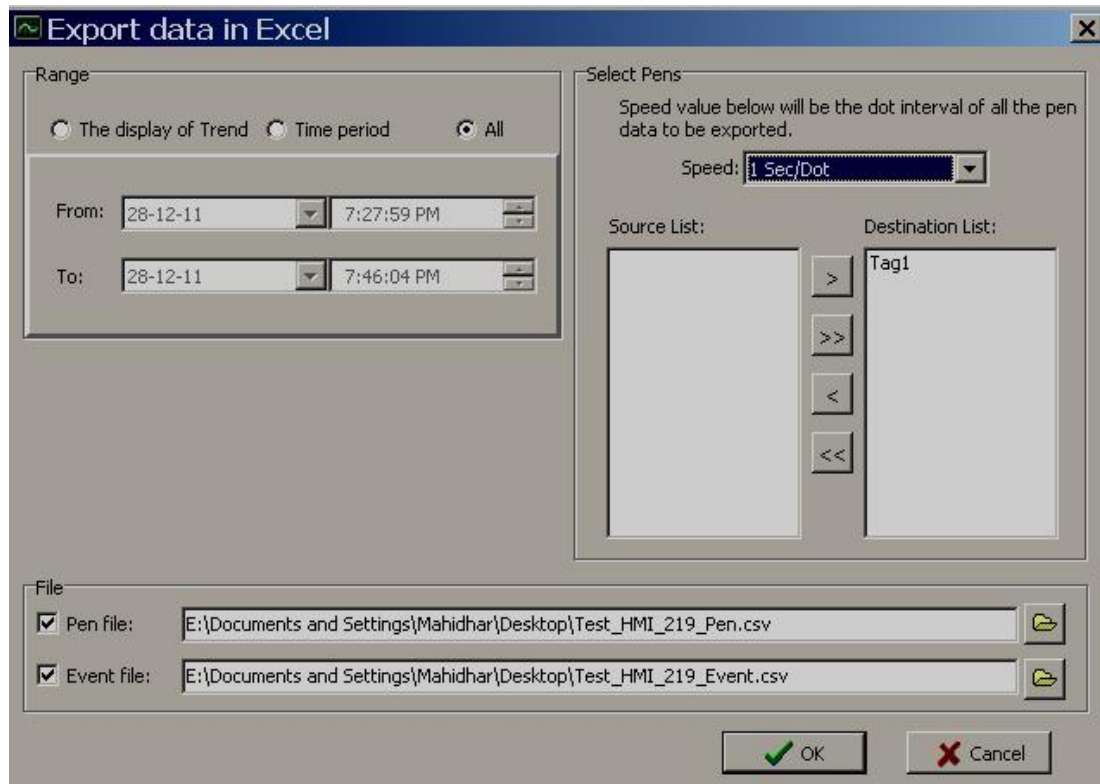 Export data in Excel
Range
The display of Trend Time period All
From: 28-12-11 7:27:59 PM
To: 28-12-11 7:46:04 PM
Select Pens
Speed value below will be the dot interval of all the pen
data to be exported.
Speed: 1 Sec/Dot
Source List: Destination List:
Tag1
>
>>
<
<<
File
Pen file: E:\Documents and Settings\Mahidhar\Desktop\Test_HMI_219_Pen.csv
Event file: E:\Documents and Settings\Mahidhar\Desktop\Test_HMI_219_Event.csv
OK Cancel